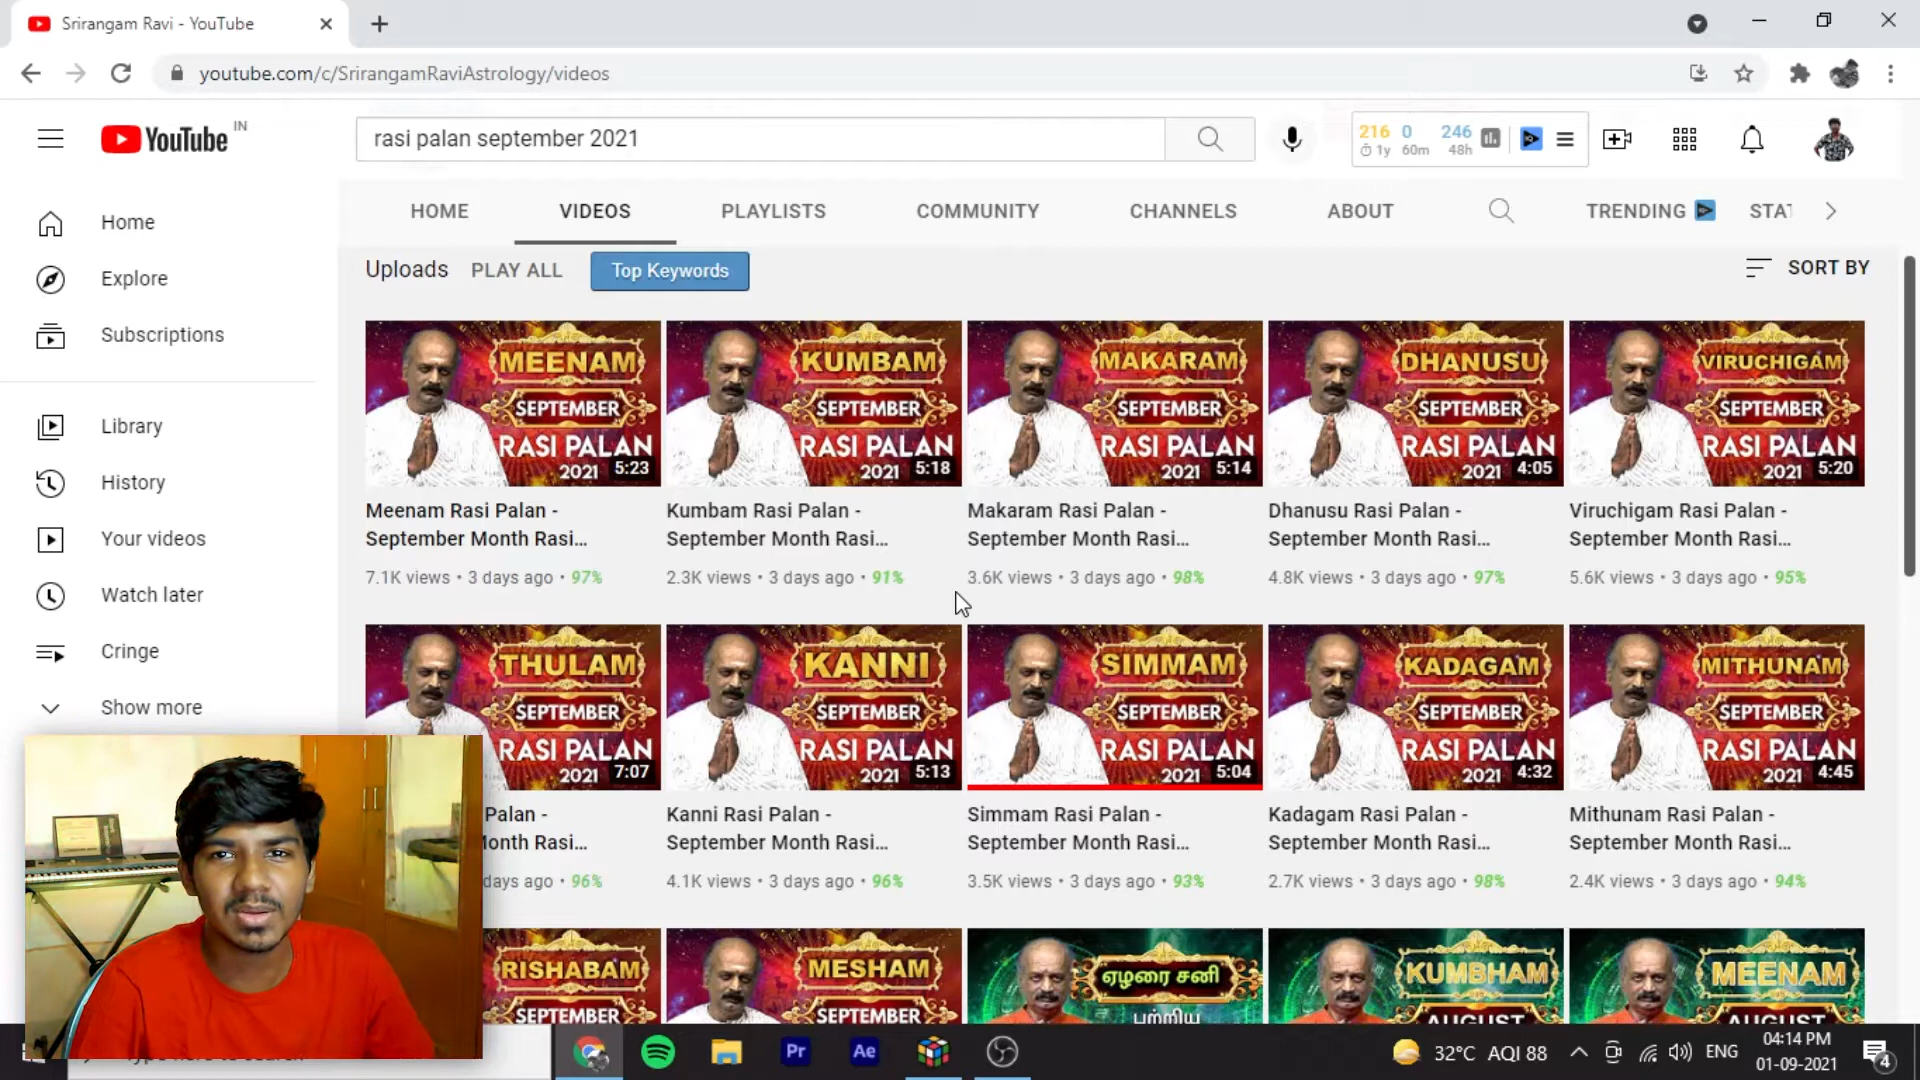 Srirangam Ravi - YouTube
youtube.com/c/SrirangamRaviAstrology/videos
YouTube IN
rasi palan september 2021
216 0 246
1y 60m 48h
HOME VIDEOS PLAYLISTS COMMUNITY CHANNELS ABOUT TRENDING STAT
Home
Explore
Subscriptions
Library
History
Your videos
Watch later
Cringe
Show more
Uploads PLAY ALL Top Keywords SORT BY
MEENAM
SEPTEMBER
RASI PALAN
2021 5:23
Meenam Rasi Palan -
September Month Rasi...
7.1K views • 3 days ago • 97%
KUMBAM
SEPTEMBER
RASI PALAN
2021 5:18
Kumbam Rasi Palan -
September Month Rasi...
2.3K views • 3 days ago • 91%
MAKARAM
SEPTEMBER
RASI PALAN
2021 5:14
Makaram Rasi Palan -
September Month Rasi...
3.6K views • 3 days ago • 98%
DHANUSU
SEPTEMBER
RASI PALAN
2021 4:05
Dhanusu Rasi Palan -
September Month Rasi...
4.8K views • 3 days ago • 97%
VIRUCHIGAM
SEPTEMBER
RASI PALAN
2021 5:20
Viruchigam Rasi Palan -
September Month Rasi...
5.6K views • 3 days ago • 95%
THULAM
SEPTEMBER
RASI PALAN
2021 7:07
Palan -
Month Rasi...
days ago • 96%
KANNI
SEPTEMBER
RASI PALAN
2021 5:13
Kanni Rasi Palan -
September Month Rasi...
4.1K views • 3 days ago • 96%
SIMMAM
SEPTEMBER
RASI PALAN
2021 5:04
Simmam Rasi Palan -
September Month Rasi...
3.5K views • 3 days ago • 93%
KADAGAM
SEPTEMBER
RASI PALAN
2021 4:32
Kadagam Rasi Palan -
September Month Rasi...
2.7K views • 3 days ago • 98%
MITHUNAM
SEPTEMBER
RASI PALAN
2021 4:45
Mithunam Rasi Palan -
September Month Rasi...
2.4K views • 3 days ago • 94%
RISHABAM
SEPTEMBER
MESHAM
SEPTEMBER
ஏழரை சனி
பற்றிய
KUMBHAM
AUGUST
MEENAM
AUGUST
Pr Ae
32°C AQI 88 ENG
04:14 PM
01-09-2021
4